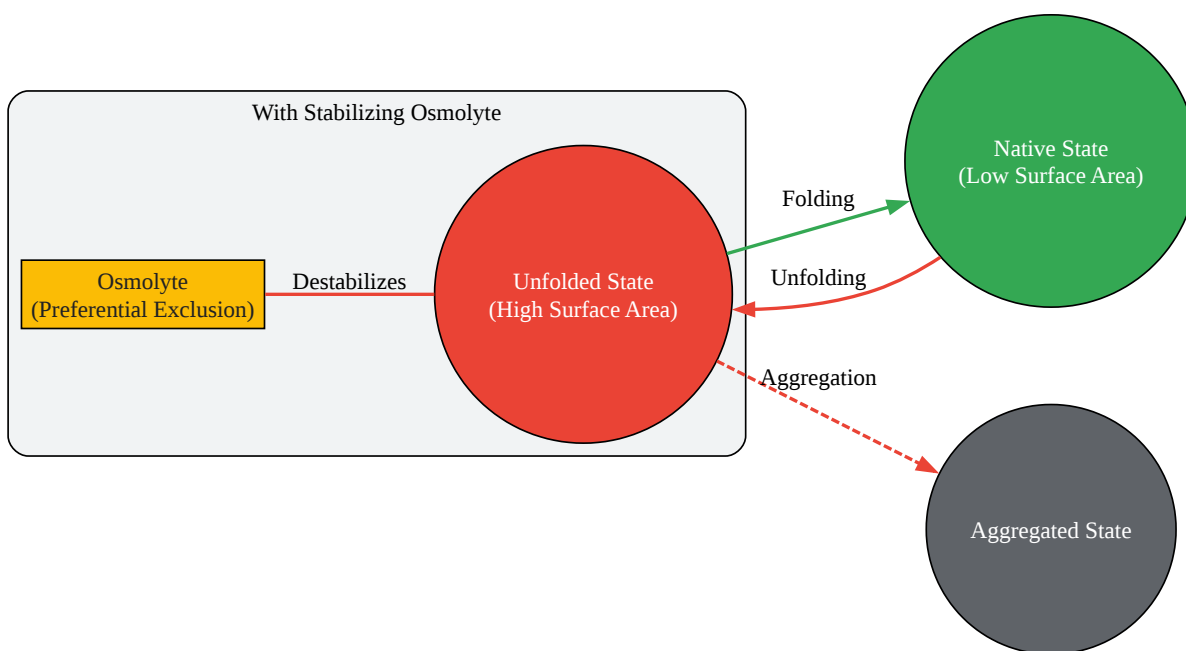 With Stabilizing Osmolyte
Osmolyte
(Preferential Exclusion)
Destabilizes
Unfolded State
(High Surface Area)
Folding
Unfolding
Aggregation
Native State
(Low Surface Area)
Aggregated State